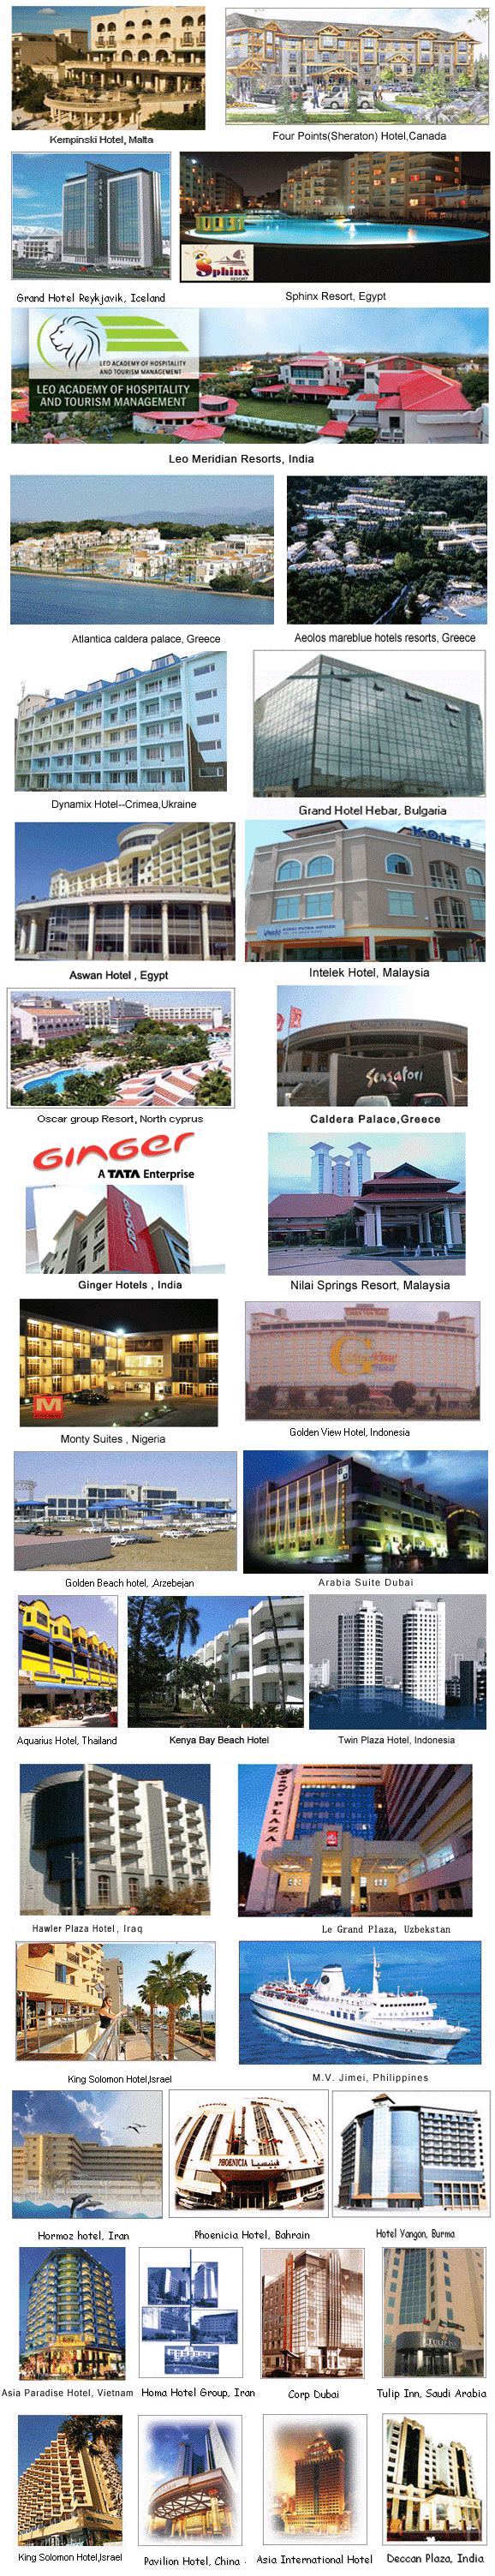 Kempinski Hotel, Malta
Four Points(Sheraton) Hotel,Canada
GRAND
Sphinx
RESORT
Grand Hotel Reykjavik, Iceland
Sphinx Resort, Egypt
LEO ACADEMY OF HOSPITALITY
AND TOURISM MANAGEMENT
LEO ACADEMY OF HOSPITALITY
AND TOURISM MANAGEMENT
Leo Meridian Resorts, India
Atlantica caldera palace, Greece
Aeolos mareblue hotels resorts, Greece
Dynamix Hotel--Crimea,Ukraine
Grand Hotel Hebar, Bulgaria
KOLEJ
Aswan Hotel , Egypt
Intelek Hotel, Malaysia
Sensatori
Oscar group Resort, North cyprus
Caldera Palace,Greece
GINGER
A TATA Enterprise
ginger
Ginger Hotels , India
Nilai Springs Resort, Malaysia
M
Golden View
Hotel
Monty Suites , Nigeria
Golden View Hotel, Indonesia
Golden Beach hotel, ,Arzebejan
Arabia Suite Dubai
Aquarius Hotel, Thailand
Kenya Bay Beach Hotel
Twin Plaza Hotel, Indonesia
PLAZA
Hawler Plaza Hotel, Iraq
Le Grand Plaza, Uzbekstan
King Solomon Hotel,Israel
M.V. Jimei, Philippines
PHOENICIA فينيسيا
Hormoz hotel, Iran
Phoenicia Hotel, Bahrain
Hotel Yangon, Burma
TULIP INN
Asia Paradise Hotel, Vietnam
Homa Hotel Group, Iran
Corp Dubai
Tulip Inn, Saudi Arabia
King Solomon Hotel,Israel
Pavilion Hotel, China .
Asia International Hotel
Deccan Plaza, India